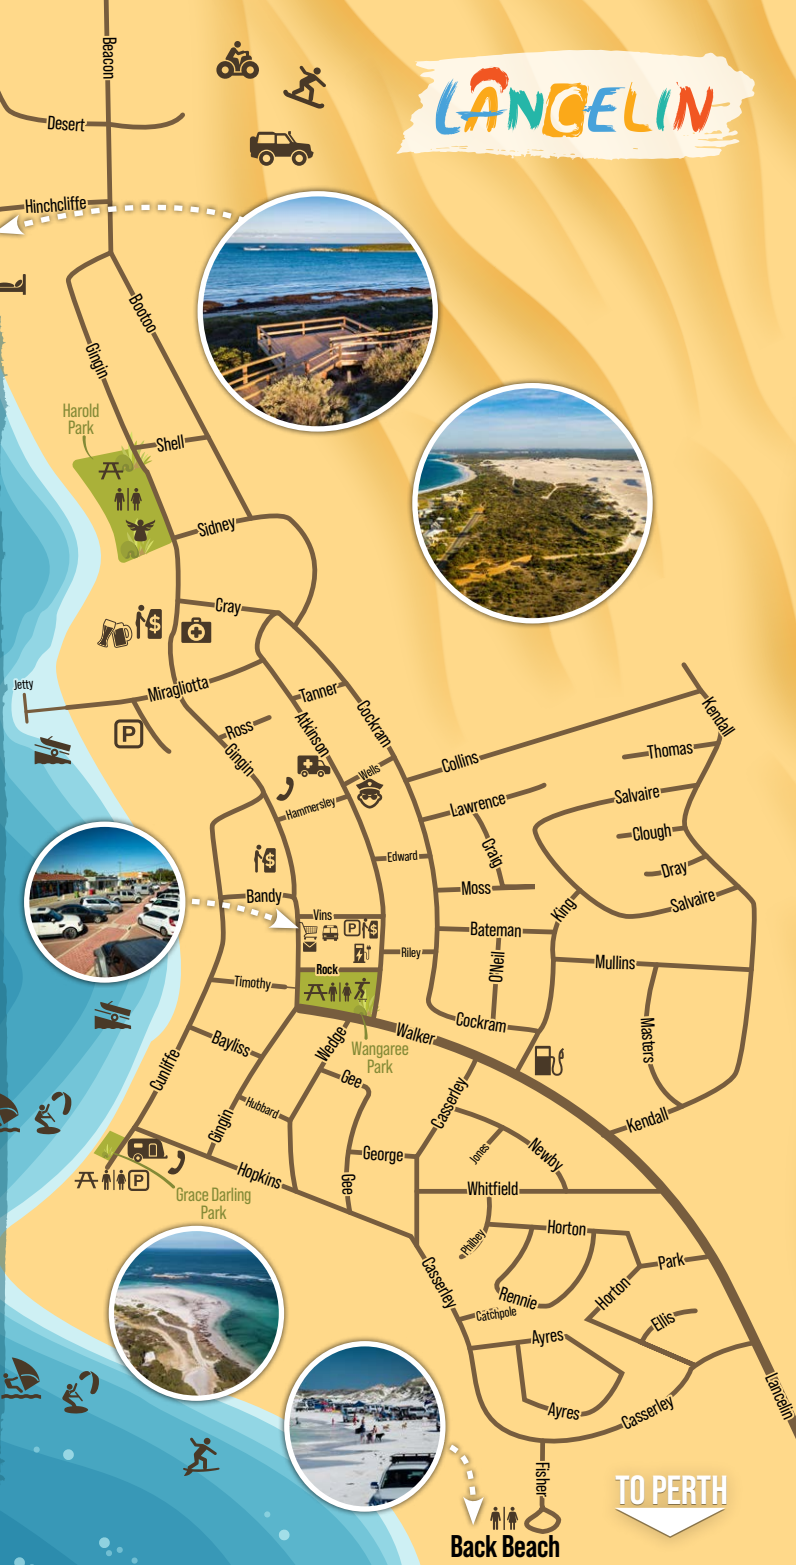 Beacon
LANCELIN
Desert
Hinchcliffe
Bootoo
Gingin
Harold
Park
Shell
Sidney
Cray
$
Jetty
Miragliotta
Tanner
Kendall
P
Ross
Atkinson
Cockram
Gingin
Collins
Thomas
Wells
Hammersley
Lawrence
Salvaire
Clough
Craig
$
Edward
Dray
Bandy
Moss
King
Salvaire
Vins
P
$
Bateman
Riley
O'Neil
Mullins
Rock
Timothy
Cockram
Walker
Masters
Wedge
Bayliss
Wangaree
Park
Cunliffe
Gee
Casserley
Hubbard
Gingin
Kendall
Jones
Newby
George
Hopkins
P
Gee
Whitfield
Grace Darling
Park
Philbey
Horton
Park
Casserley
Rennie
Horton
Catchpole
Ellis
Ayres
Lancelin
Ayres
Casserley
Fisher
TO PERTH
Back Beach